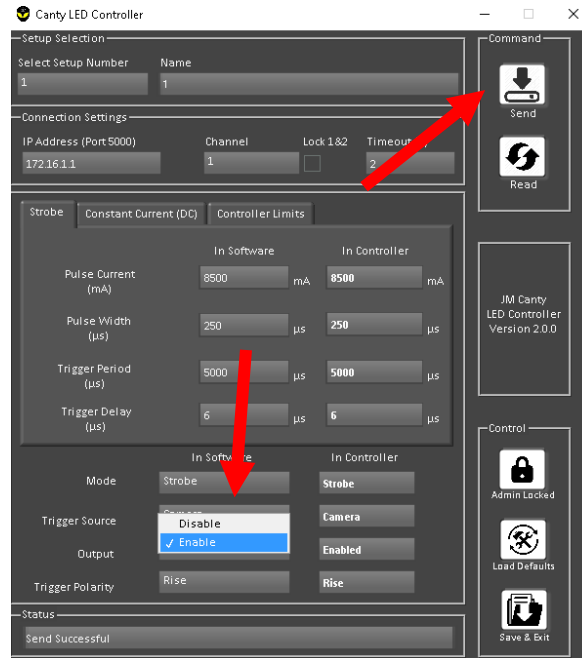 Canty LED Controller
Setup Selection
Select Setup Number Name
1 1
Connection Settings
IP Address (Port 5000) Channel Lock 1&2 Timeout
172.16.1.1 1 2
Strobe Constant Current (DC) Controller Limits
In Software In Controller
Pulse Current
(mA)
8500 mA 8500 mA
Pulse Width
(µs)
250 µs 250 µs
Trigger Period
(µs)
5000 µs 5000 µs
Trigger Delay
(µs)
6 µs 6 µs
In Software In Controller
Mode Strobe Strobe
Trigger Source Camera Camera
Disable
✓ Enable
Output Enabled
Trigger Polarity Rise Rise
Status
Send Successful
Command
Send
Read
JM Canty
LED Controller
Version 2.0.0
Control
Admin Locked
Load Defaults
Save & Exit